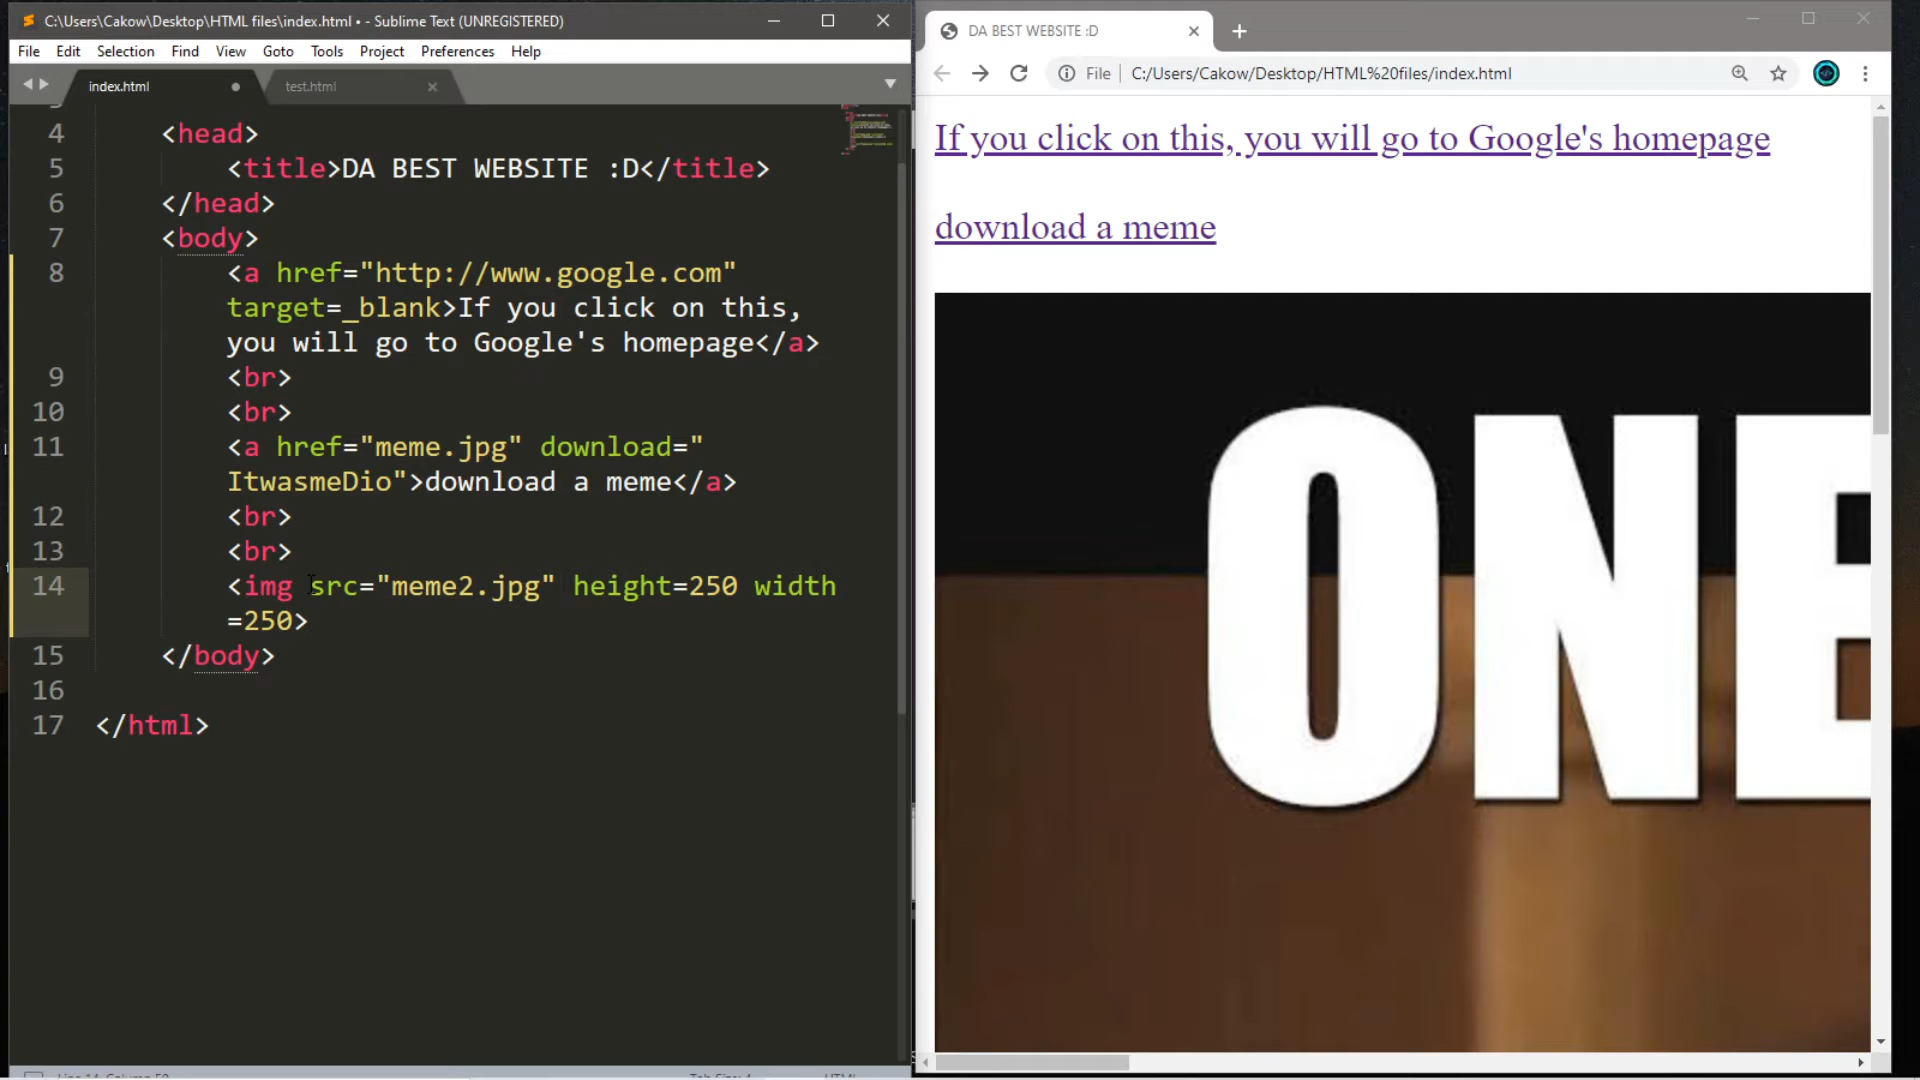 C:\Users\Cakow\Desktop\HTML files\index.html • - Sublime Text (UNREGISTERED)
File Edit Selection Find View Goto Tools Project Preferences Help
index.html
test.html
4 <head>
5 <title>DA BEST WEBSITE :D</title>
6 </head>
7 <body>
8 <a href="http://www.google.com"
target=_blank>If you click on this,
you will go to Google's homepage</a>
9 <br>
10 <br>
11 <a href="meme.jpg" download="
ItwasmeDio">download a meme</a>
12 <br>
13 <br>
14 <img src="meme2.jpg" height=250 width
=250>
15 </body>
16
17 </html>
DA BEST WEBSITE :D
File C:/Users/Cakow/Desktop/HTML%20files/index.html
If you click on this, you will go to Google's homepage
download a meme
ONE